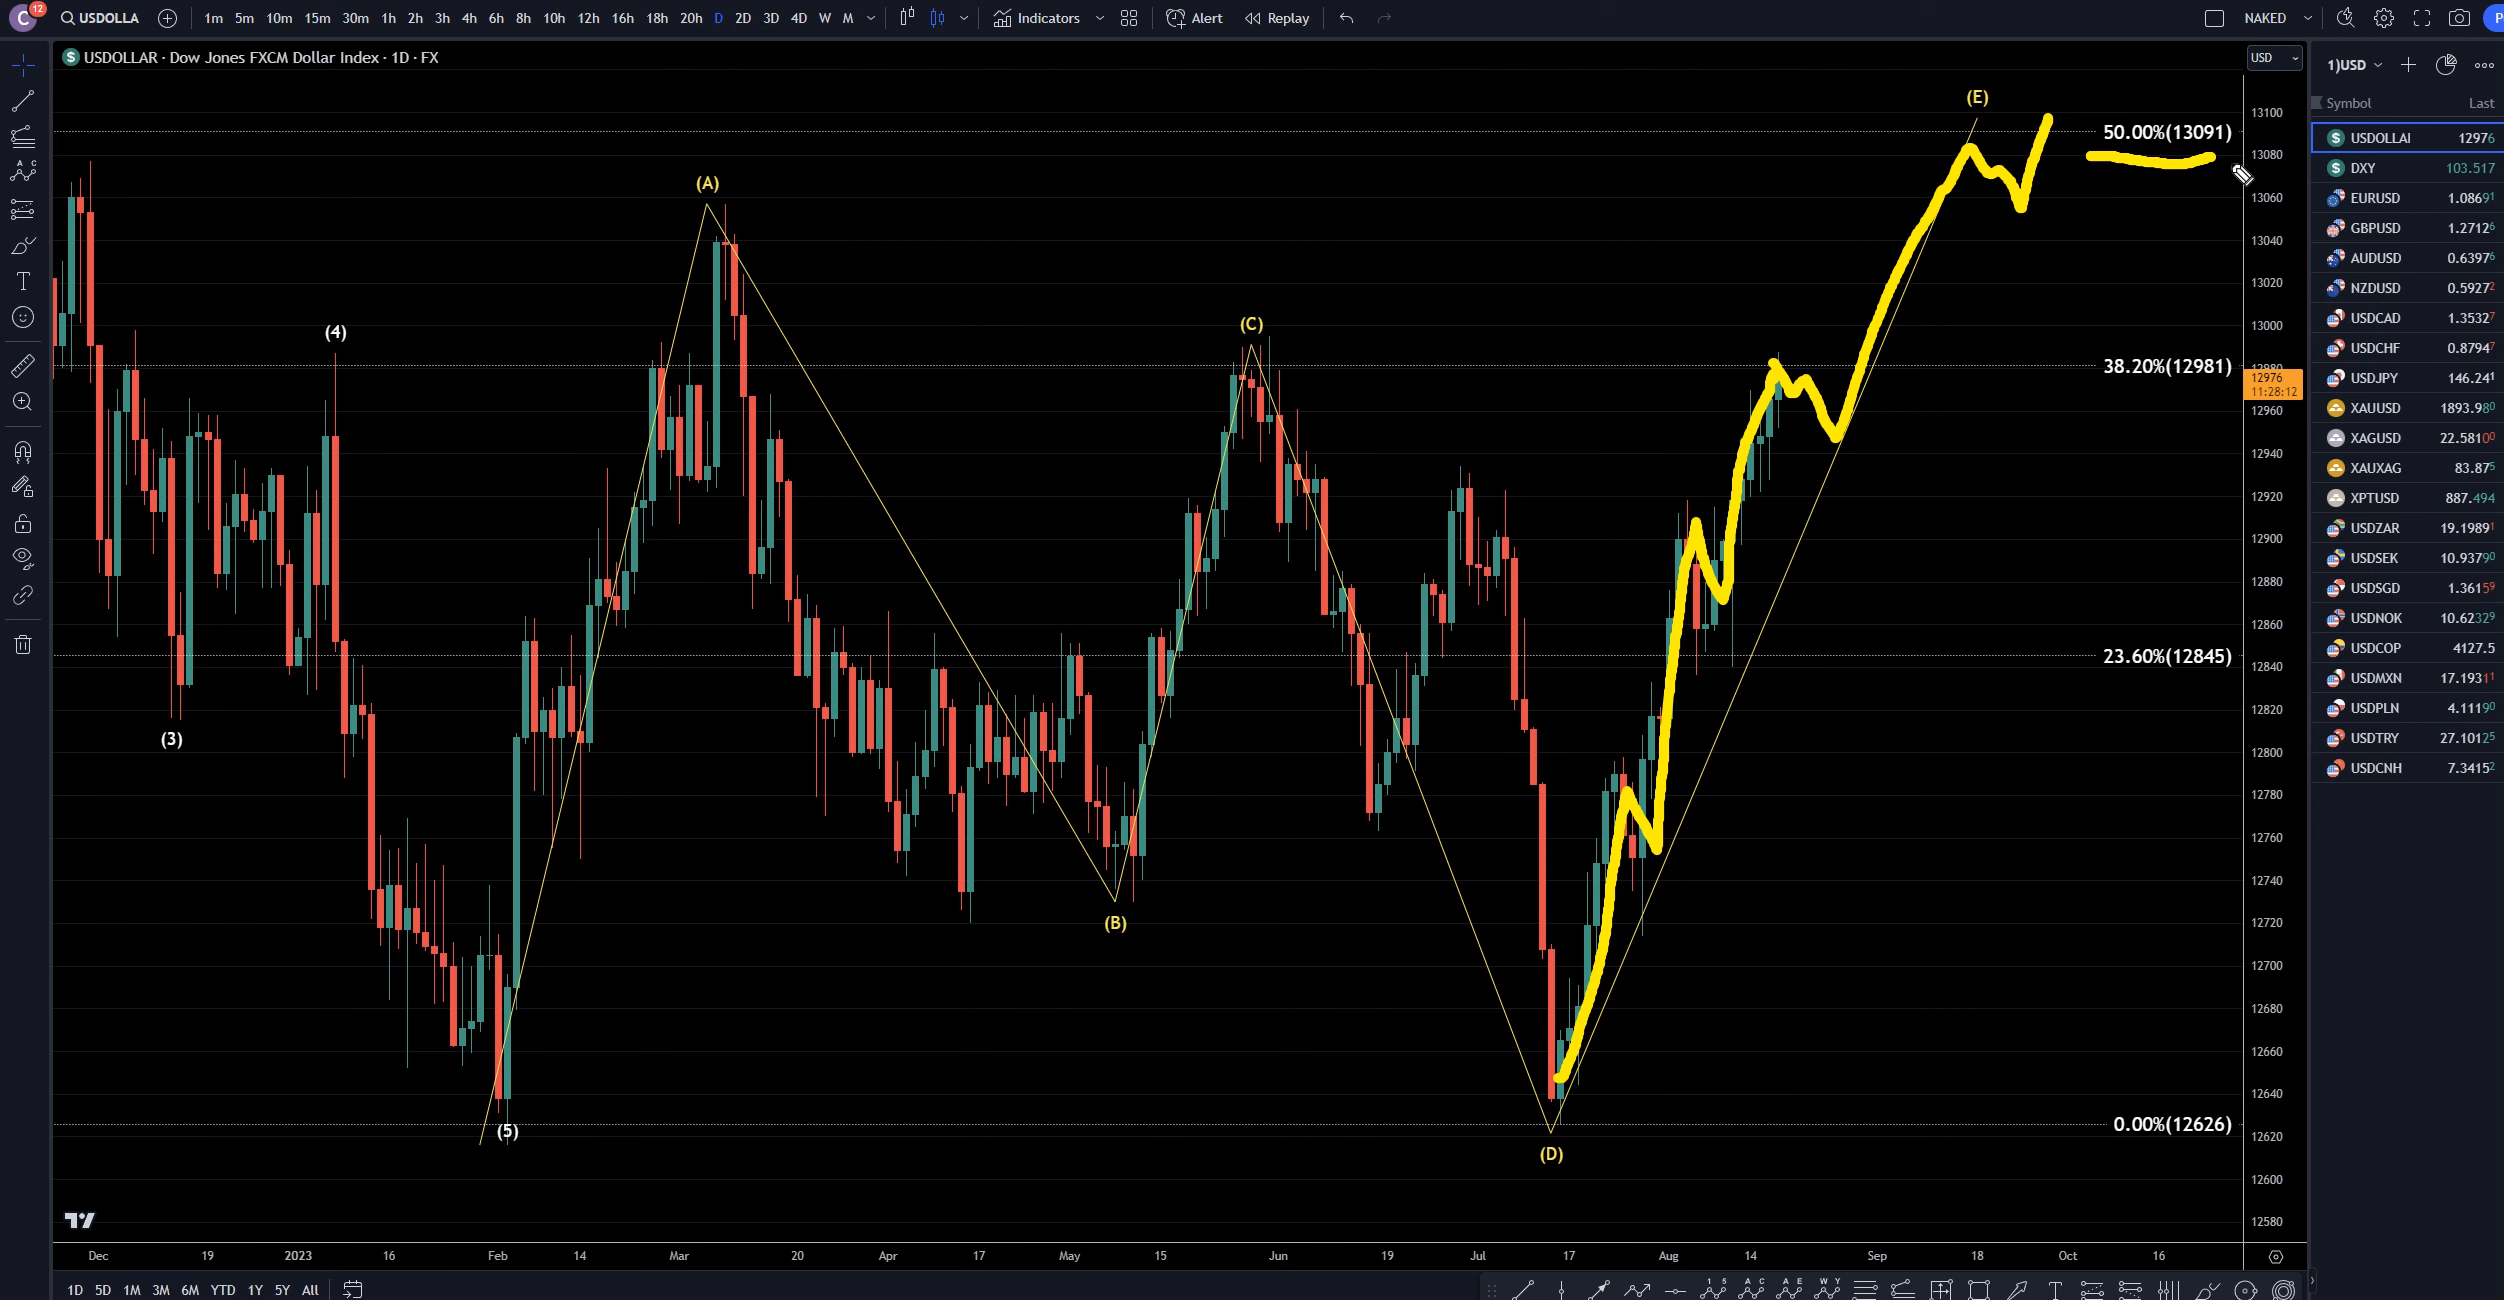 C 12 USDOLLA 1m 5m 10m 15m 30m 1h 2h 3h 4h 6h 8h 10h 12h 16h 18h 20h D 2D 3D 4D W M Indicators Alert Replay NAKED
USDOLLAR · Dow Jones FXCM Dollar Index · 1D · FX
USD
1)USD
Symbol Last
USDOLLAI 12976
DXY 103.517
EURUSD 1.08691
GBPUSD 1.27126
AUDUSD 0.63976
NZDUSD 0.59272
USDCAD 1.35327
USDCHF 0.87947
USDJPY 146.241
XAUUSD 1893.980
XAGUSD 22.58100
XAUXAG 83.875
XPTUSD 887.494
USDZAR 19.19891
USDSEK 10.93790
USDSGD 1.36159
USDNOK 10.62329
USDCOP 4127.5
USDMXN 17.19311
USDPLN 4.11190
USDTRY 27.10125
USDCNH 7.34152
(E)
50.00%(13091)
(A)
(C)
(4)
38.20%(12981)
23.60%(12845)
(3)
(B)
0.00%(12626)
(5)
(D)
13100
13080
13060
13040
13020
13000
12976
11:28:12
12960
12940
12920
12900
12880
12860
12840
12820
12800
12780
12760
12740
12720
12700
12680
12660
12640
12620
12600
12580
Dec 19 2023 16 Feb 14 Mar 20 Apr 17 May 15 Jun 19 Jul 17 Aug 14 Sep 18 Oct 16
1D 5D 1M 3M 6M YTD 1Y 5Y All